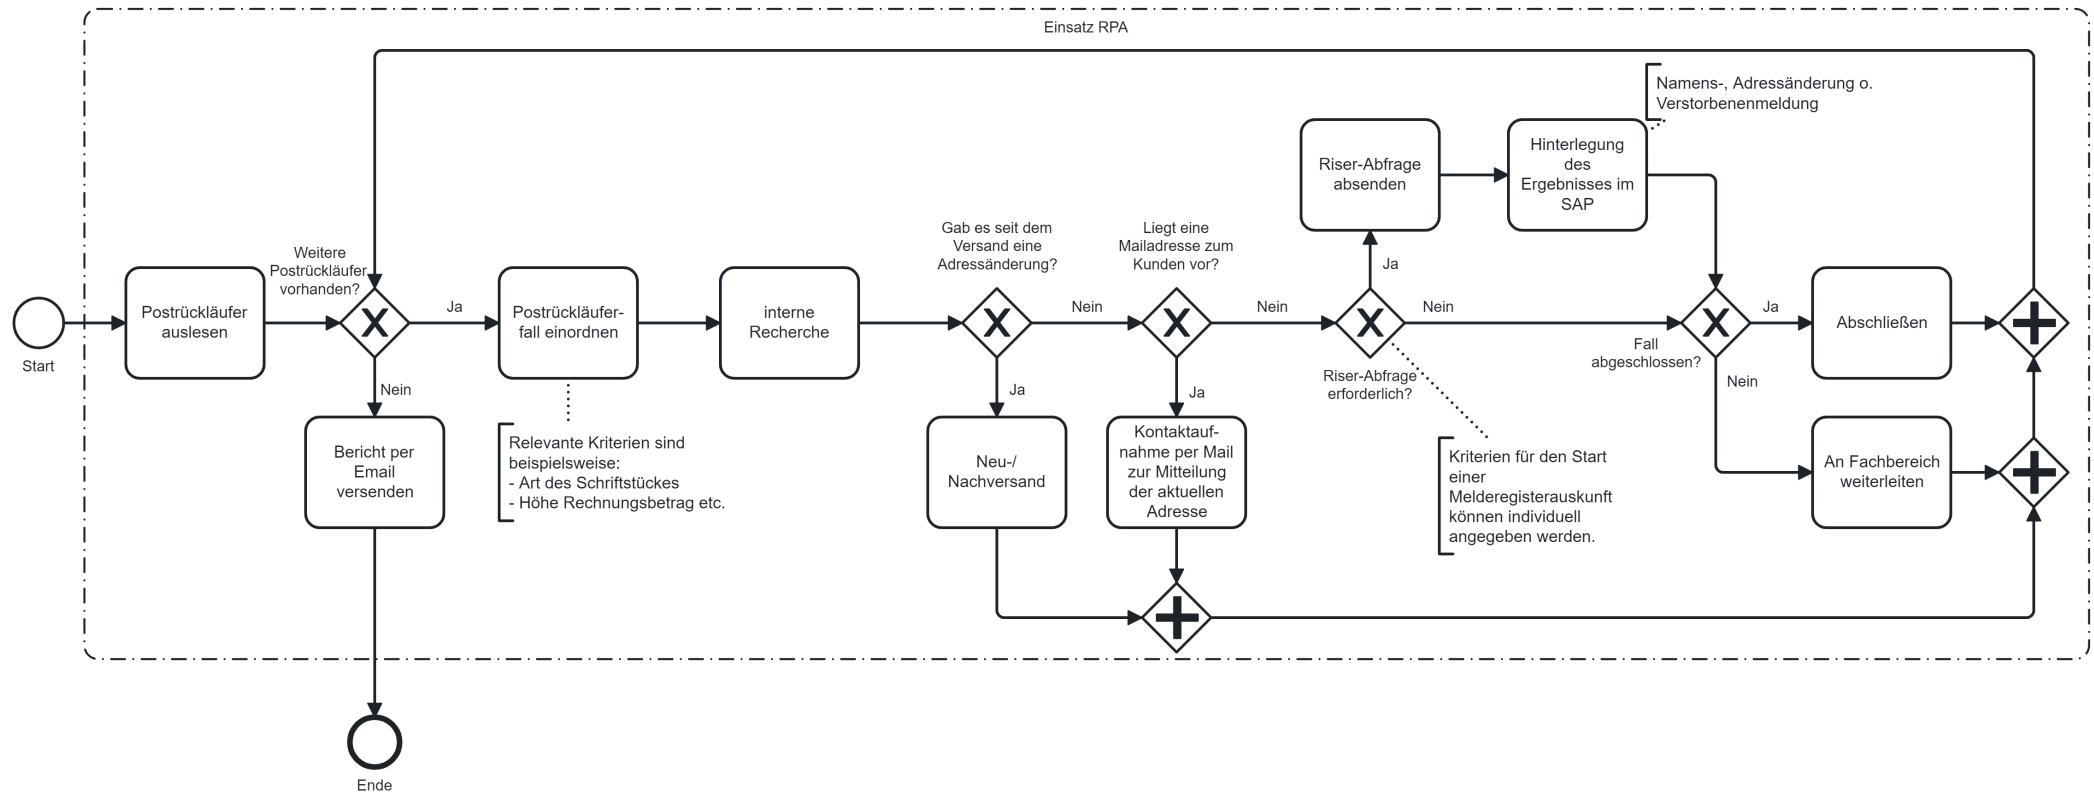 Einsatz RPA
Namens-, Adressänderung o.
Verstorbenenmeldung
Riser-Abfrage
absenden
Hinterlegung
des
Ergebnisses im
SAP
Weitere
Postrückläufer
vorhanden?
Gab es seit dem
Versand eine
Adressänderung?
Liegt eine
Mailadresse zum
Kunden vor?
Ja
Start
Postrückläufer
auslesen
Ja
Postrückläufer-
fall einordnen
interne
Recherche
Nein
Nein
Nein
Ja
Abschließen
Fall
abgeschlossen?
Nein
Riser-Abfrage
erforderlich?
Nein
Ja
Ja
Bericht per
Email
versenden
Relevante Kriterien sind
beispielsweise:
- Art des Schriftstückes
- Höhe Rechnungsbetrag etc.
Neu-/
Nachversand
Kontaktauf-
nahme per Mail
zur Mitteilung
der aktuellen
Adresse
Kriterien für den Start
einer
Melderegisterauskunft
können individuell
angegeben werden.
An Fachbereich
weiterleiten
Ende